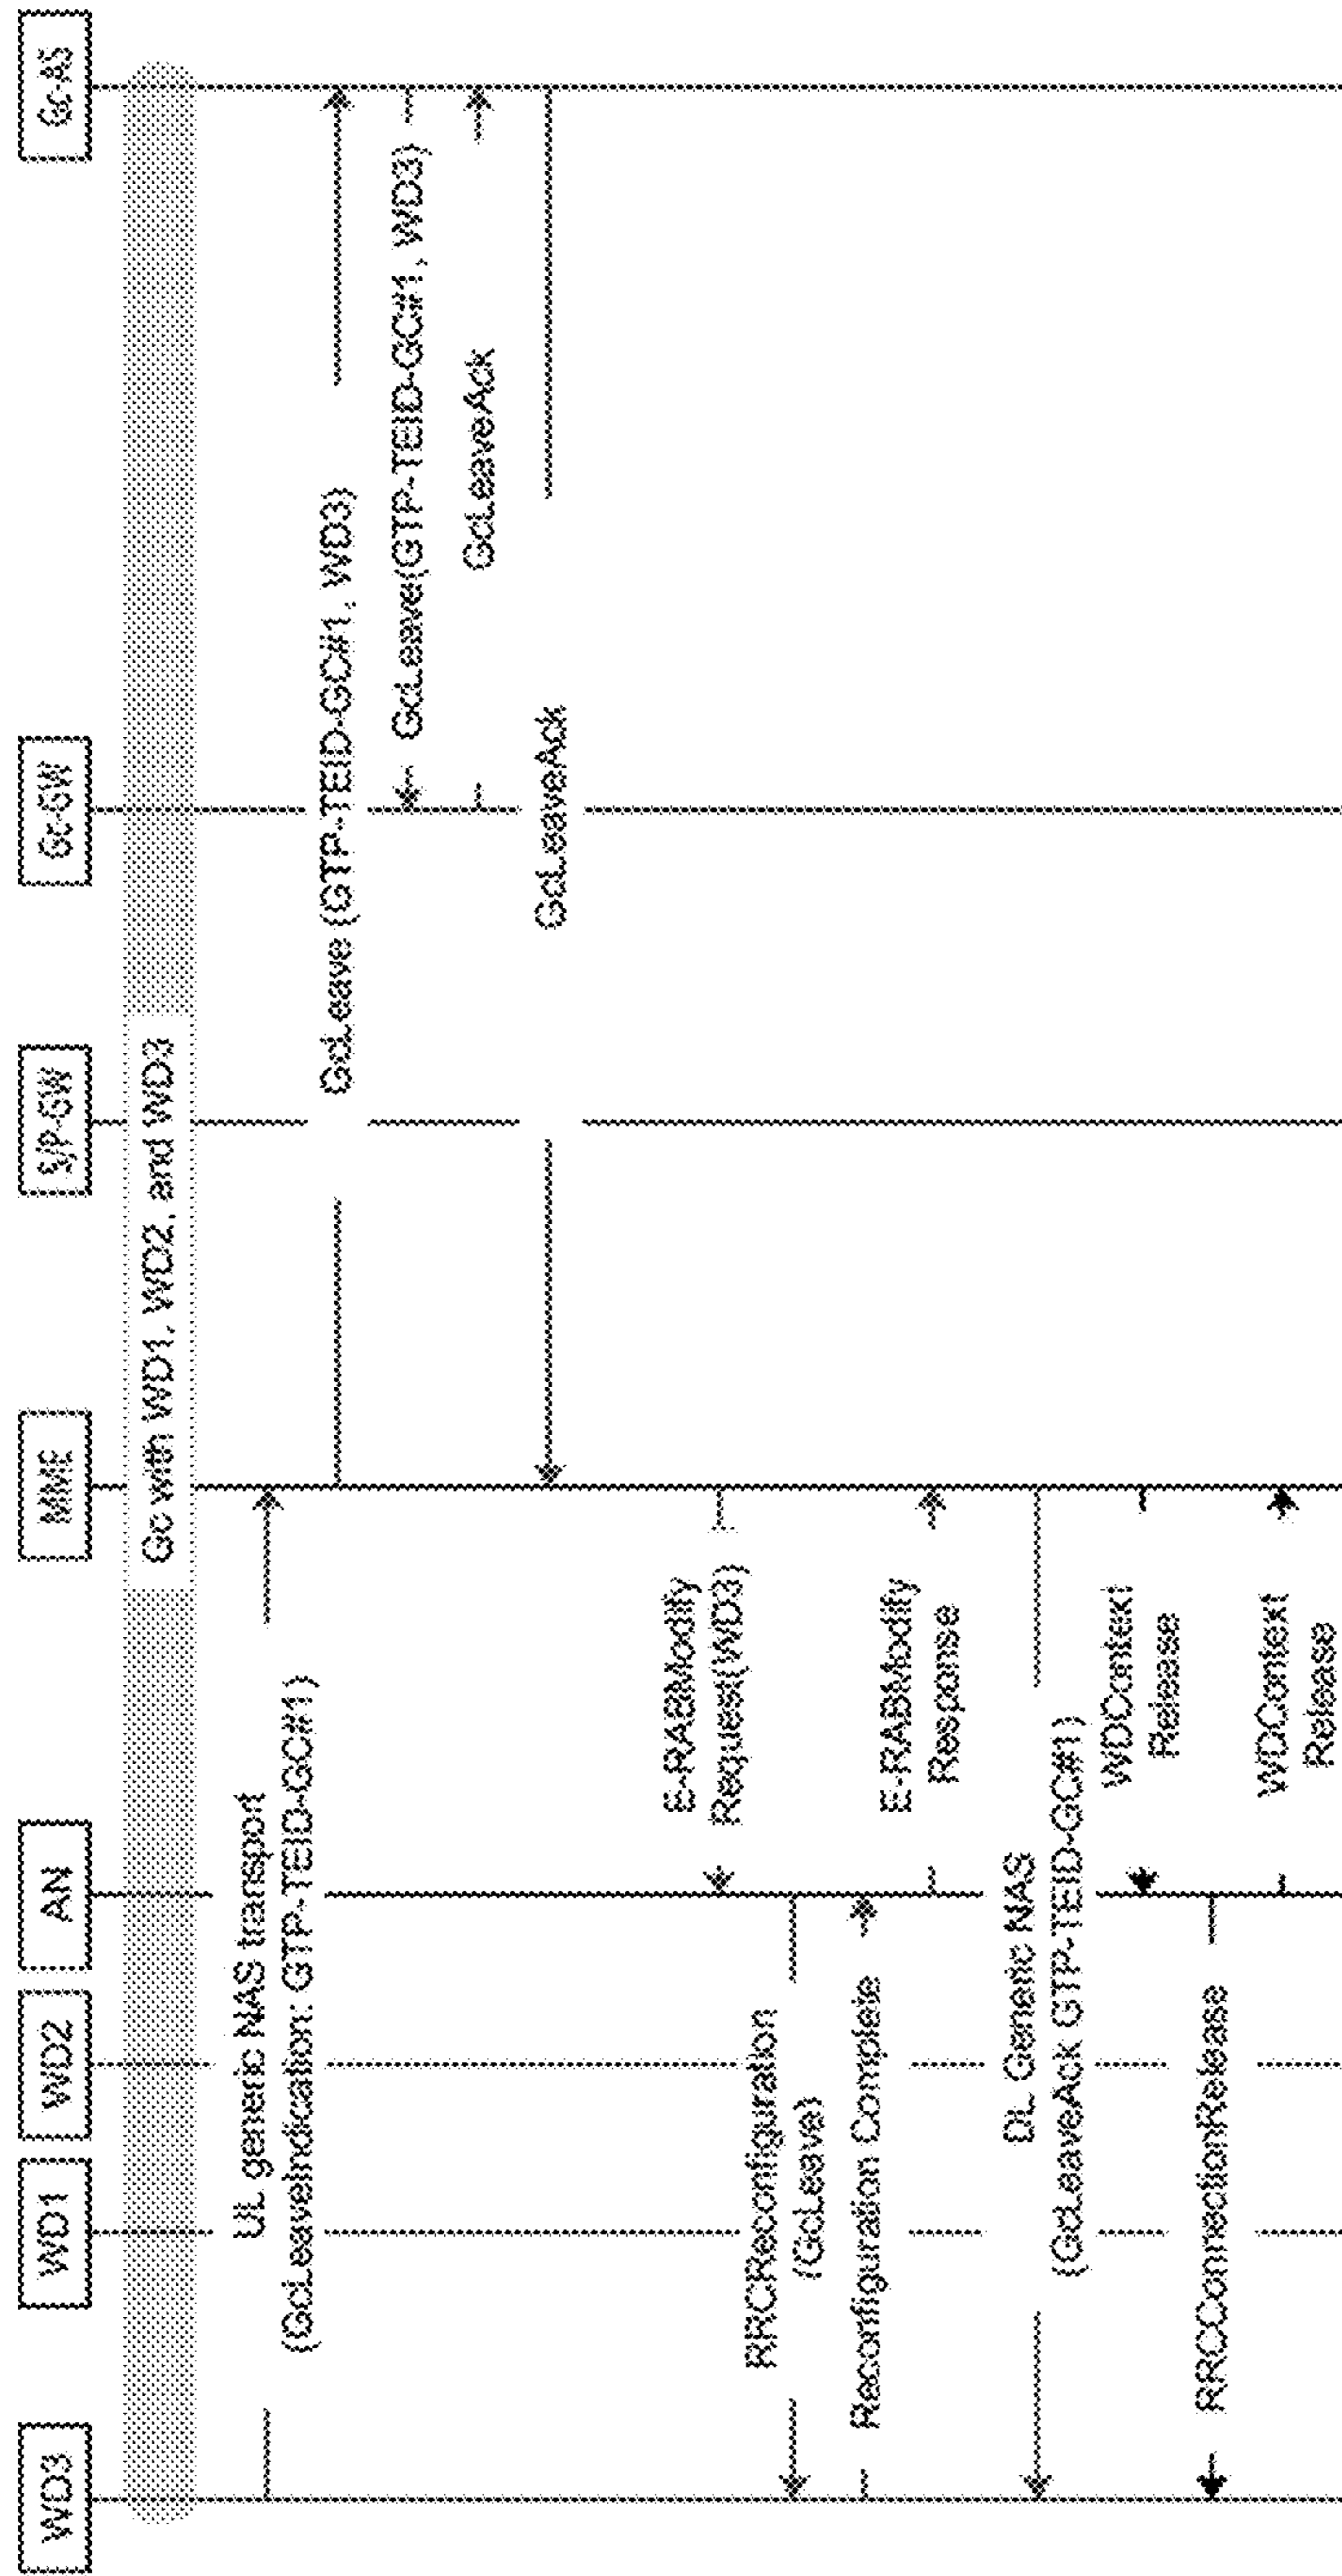 WD3
WD1
WD2
AN
MME
S/P-GW
Gc-GW
Gc-AS
Gc with WD1, WD2, and WD3
UL generic NAS transport
(GcLeaveIndication: GTP-TEID-GC#1)
GcLeave (GTP-TEID-GC#1, WD3)
GcLeave(GTP-TEID-GC#1, WD3)
GcLeaveAck
GcLeaveAck
E-RABModify
Request(WD3)
RRCReconfiguration
(GcLeave)
Reconfiguration Complete
E-RABModify
Response
DL Generic NAS
(GcLeaveAck GTP-TEID-GC#1)
WDContext
Release
RRCConnectionRelease
WDContext
Release